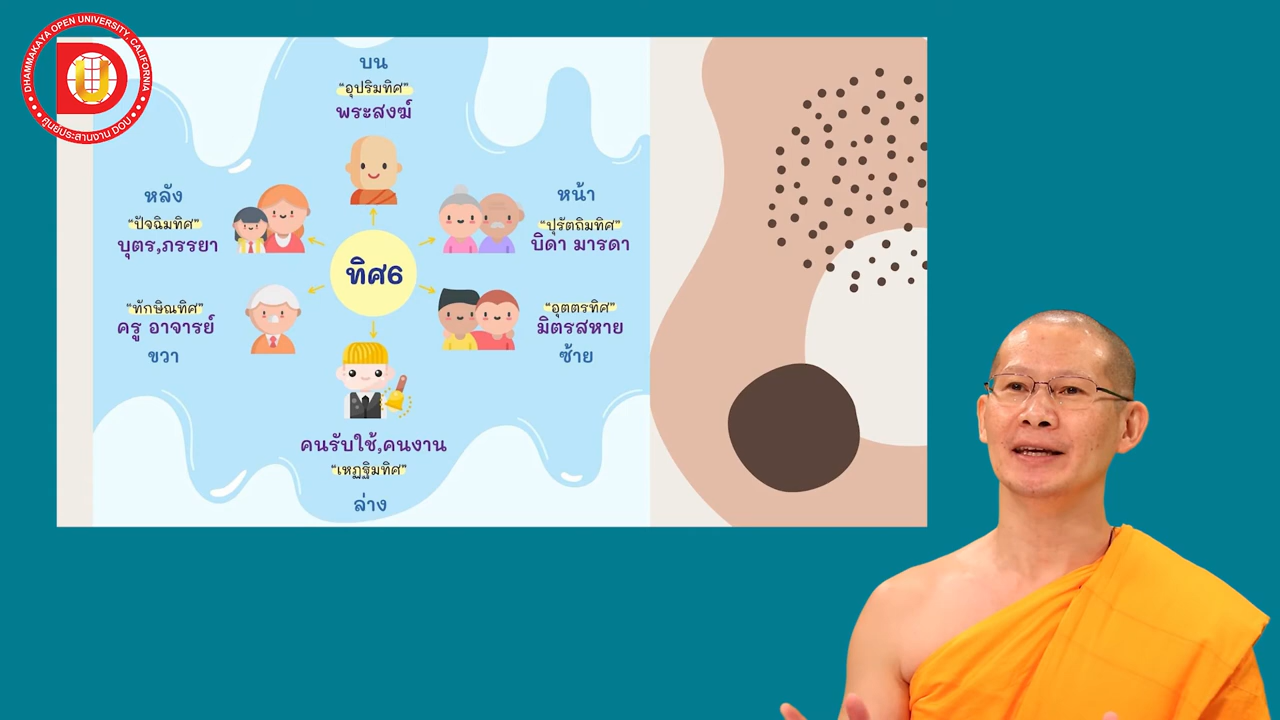 DHAMMAKAYA OPEN UNIVERSITY, CALIFORNIA
ศูนย์ประสานงาน DOU
บน
“อุปริมทิศ”
พระสงฆ์
หลัง
“ปัจฉิมทิศ”
บุตร,ภรรยา
หน้า
“ปุรัตถิมทิศ”
บิดา มารดา
ทิศ6
“ทักษิณทิศ”
ครู อาจารย์
ขวา
“อุตตรทิศ”
มิตรสหาย
ซ้าย
คนรับใช้,คนงาน
“เหฏฐิมทิศ”
ล่าง